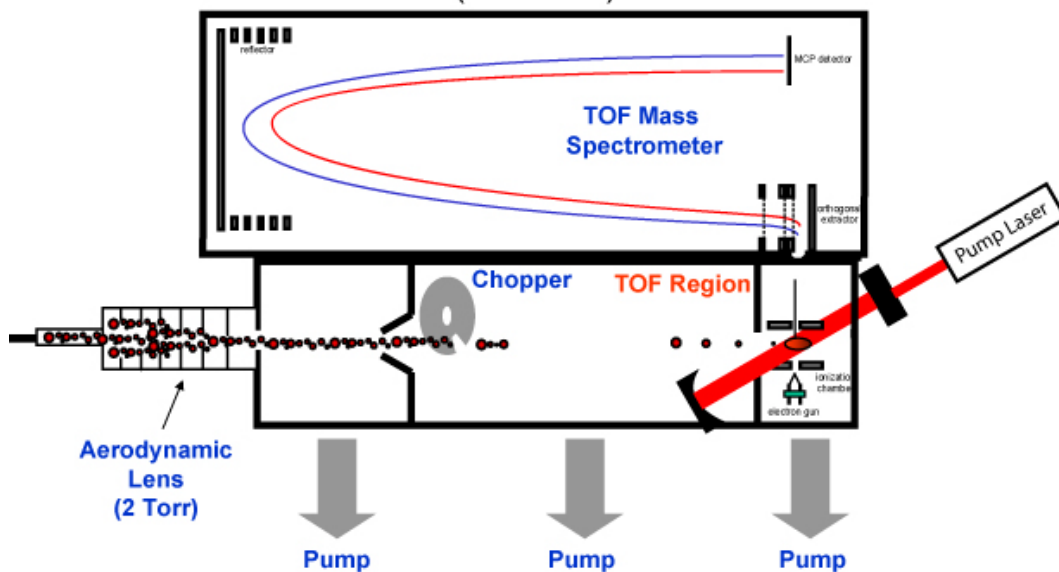 reflector
MCP detector
TOF Mass
Spectrometer
orthogonal
extractor
Pump Laser
Chopper
TOF Region
ionization
chambe
electron gun
Aerodynamic
Lens
(2 Torr)
Pump
Pump
Pump